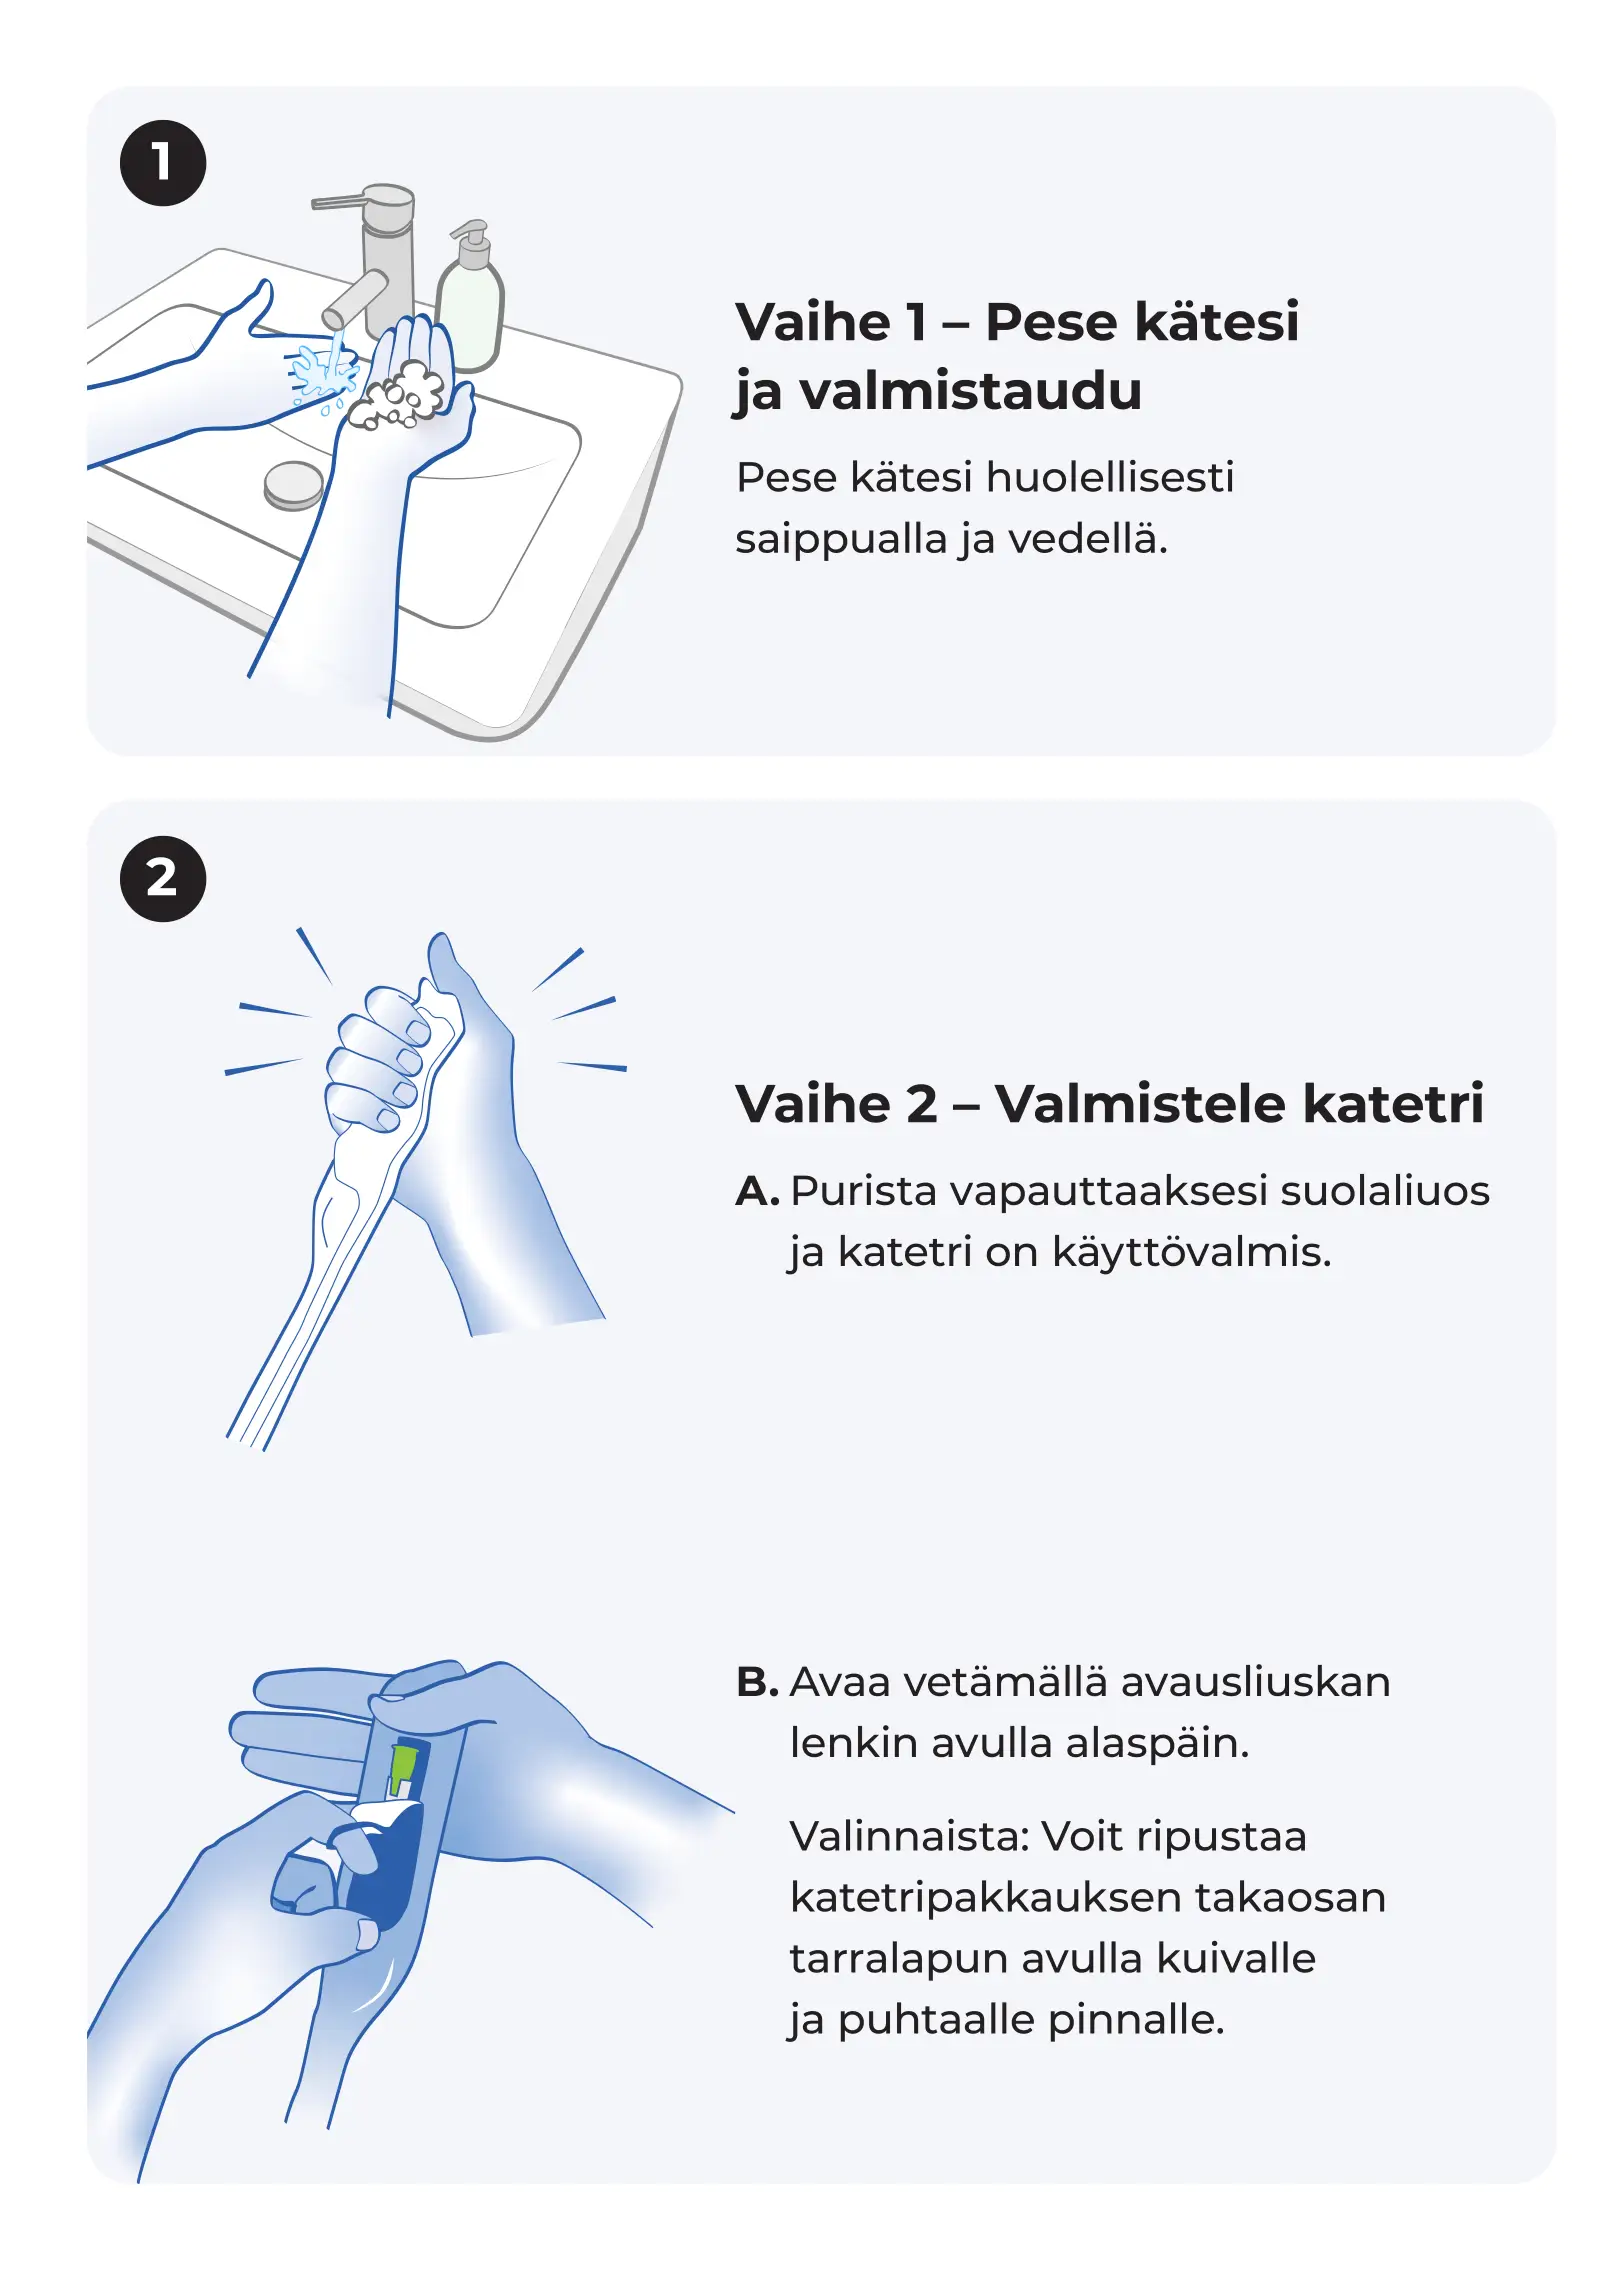 1
Vaihe 1 – Pese kätesi
ja valmistaudu
Pese kätesi huolellisesti
saippualla ja vedellä.
2
Vaihe 2 – Valmistele katetri
A. Purista vapauttaaksesi suolaliuos
ja katetri on käyttövalmis.
B. Avaa vetämällä avausliuskan
lenkin avulla alaspäin.
Valinnaista: Voit ripustaa
katetripakkauksen takaosan
tarralapun avulla kuivalle
ja puhtaalle pinnalle.